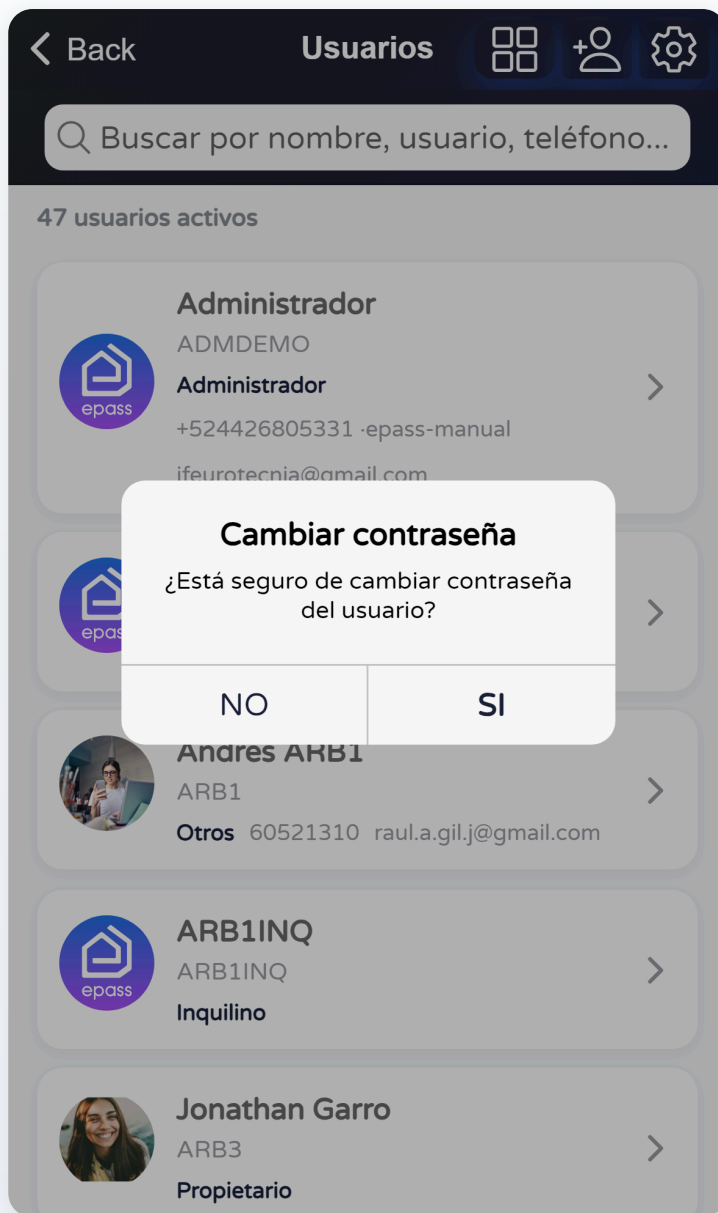 Back
Usuarios
Buscar por nombre, usuario, teléfono...
47 usuarios activos
Administrador
ADMDEMO
epass
Administrador
+524426805331 ·epass-manual
ifeurotecnia@gmail.com
Cambiar contraseña
¿Está seguro de cambiar contraseña
del usuario?
epas
NO
SI
Andres ARB1
ARB1
Otros 60521310 raul.a.gil.j@gmail.com
ARB1INQ
ARB1INQ
epass
Inquilino
Jonathan Garro
ARB3
Propietario